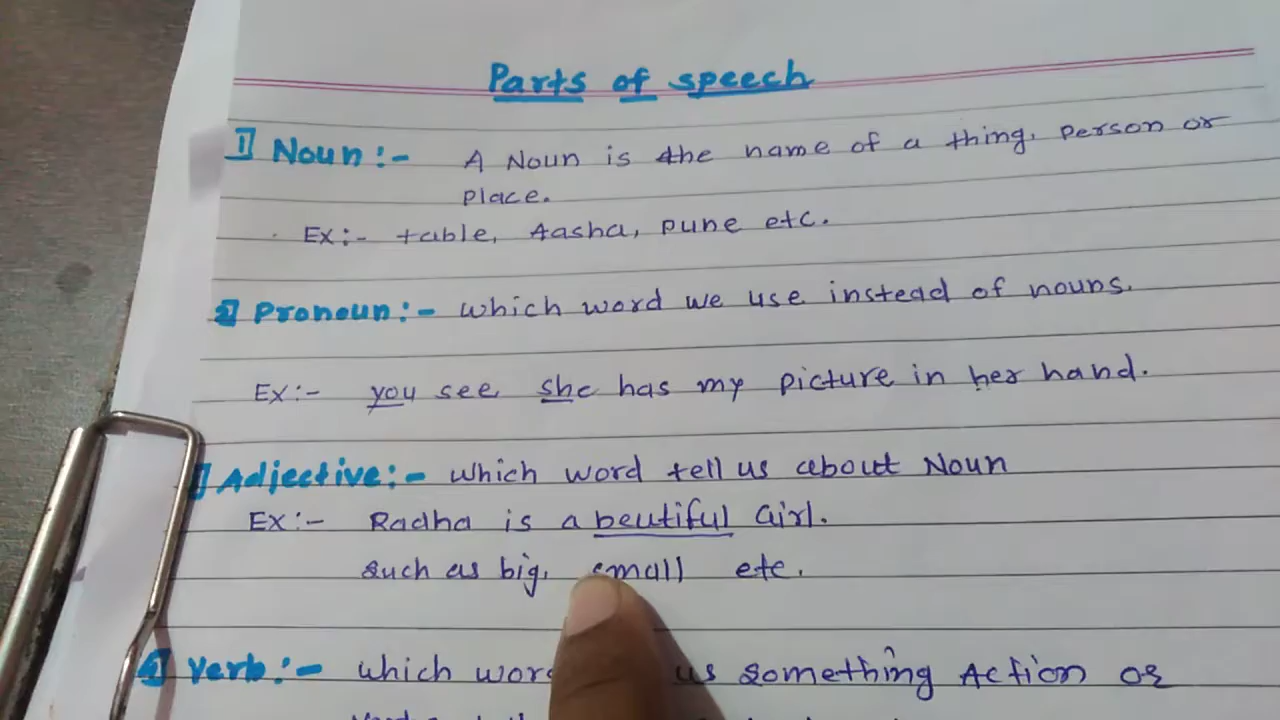 Parts of speech
1] Noun:- A Noun is the name of a thing, person or
place.
Ex:- table, Aasha, pune etc.
2] Pronoun:- which word we use instead of nouns.
Ex:- you see, she has my picture in her hand.
] Adjective:- which word tell us about Noun
Ex:- Radha is a beutiful Girl.
such as big, small etc.
4] Verb:- which wor us something Action or